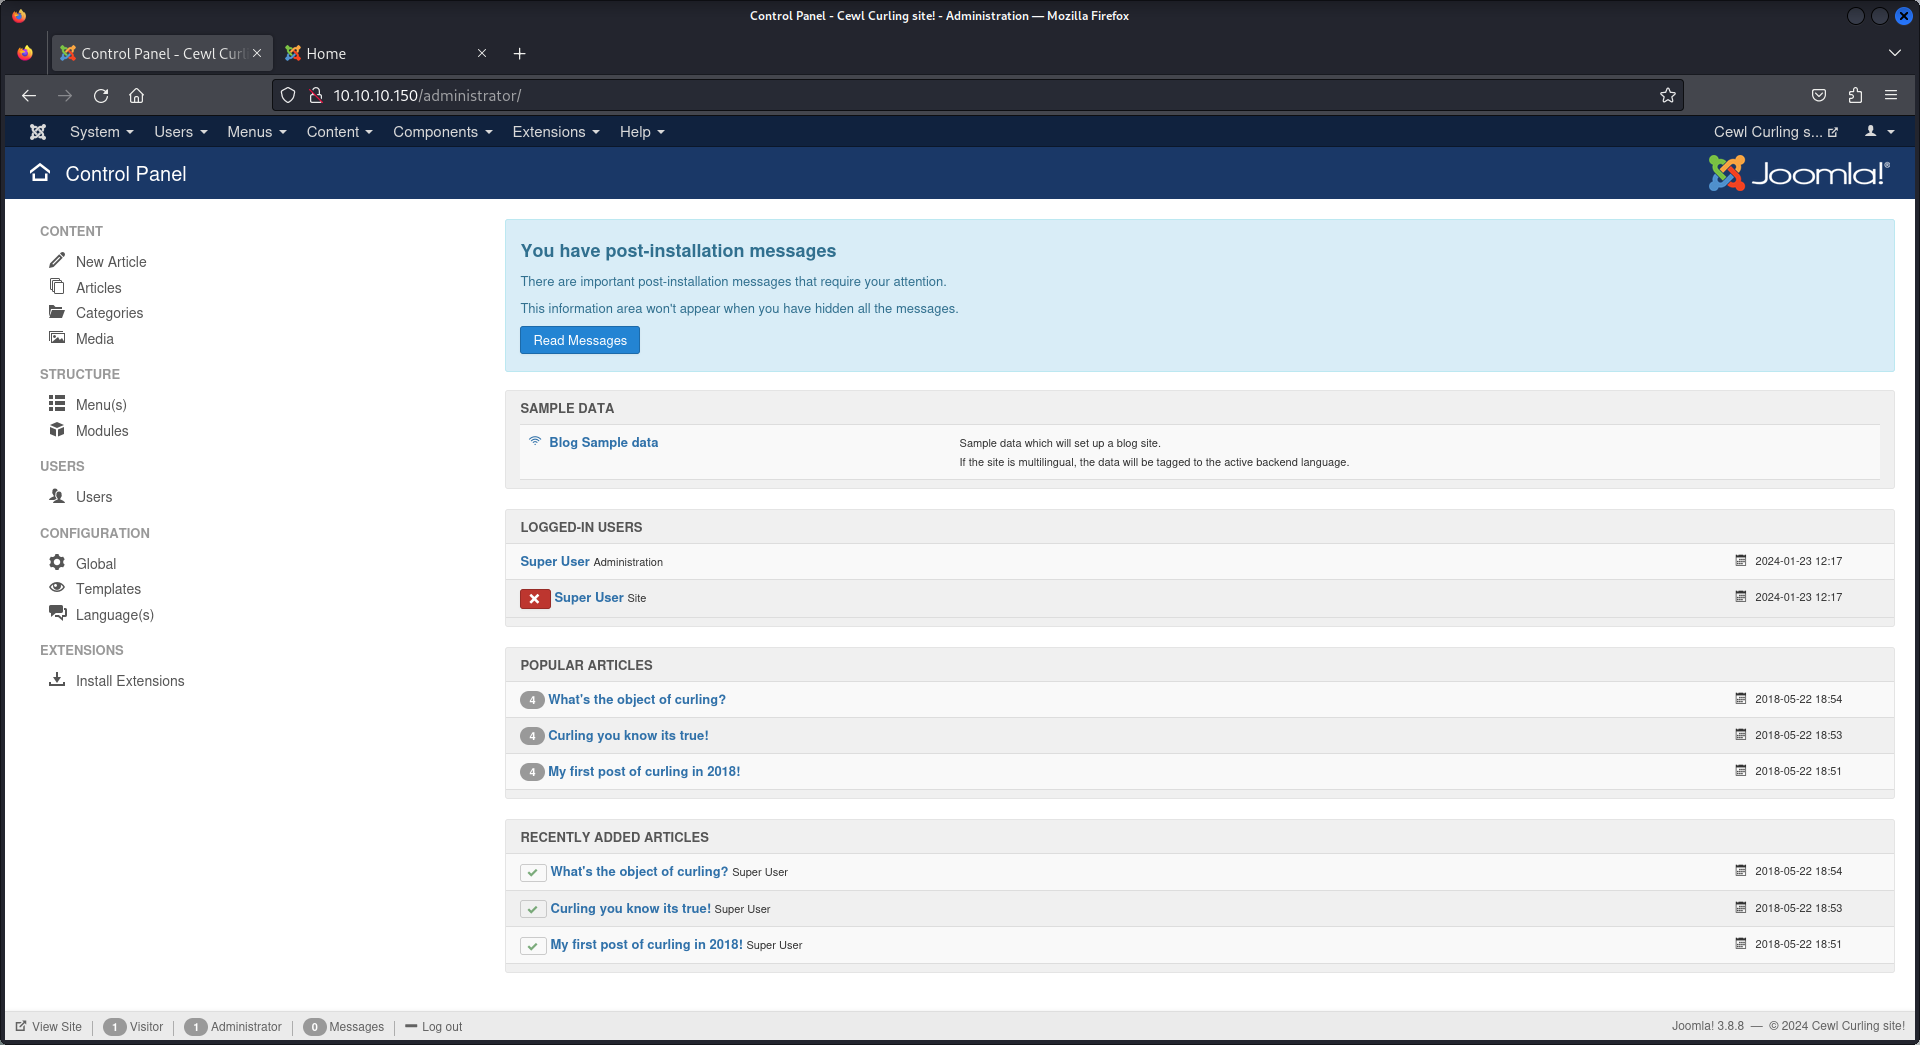 Control Panel - Cewl Curling site! - Administration — Mozilla Firefox
Control Panel - Cewl Curl
Home
10.10.10.150/administrator/
System Users Menus Content Components Extensions Help Cewl Curling s...
Control Panel Joomla!®
CONTENT
New Article
Articles
Categories
Media
STRUCTURE
Menu(s)
Modules
USERS
Users
CONFIGURATION
Global
Templates
Language(s)
EXTENSIONS
Install Extensions
You have post-installation messages
There are important post-installation messages that require your attention.
This information area won't appear when you have hidden all the messages.
Read Messages
SAMPLE DATA
Blog Sample data
Sample data which will set up a blog site.
If the site is multilingual, the data will be tagged to the active backend language.
LOGGED-IN USERS
Super User Administration 2024-01-23 12:17
Super User Site 2024-01-23 12:17
POPULAR ARTICLES
4 What's the object of curling? 2018-05-22 18:54
4 Curling you know its true! 2018-05-22 18:53
4 My first post of curling in 2018! 2018-05-22 18:51
RECENTLY ADDED ARTICLES
What's the object of curling? Super User 2018-05-22 18:54
Curling you know its true! Super User 2018-05-22 18:53
My first post of curling in 2018! Super User 2018-05-22 18:51
View Site 1 Visitor 1 Administrator 0 Messages Log out Joomla! 3.8.8 — © 2024 Cewl Curling site!